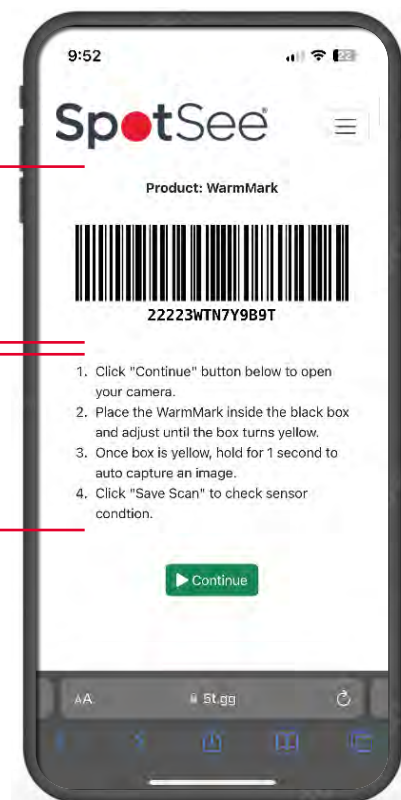 9:52
22
SpotSee
Product: WarmMark
22223WTN7Y9B9T
1. Click "Continue" button below to open
your camera.
2. Place the WarmMark inside the black box
and adjust until the box turns yellow.
3. Once box is yellow, hold for 1 second to
auto capture an image.
4. Click "Save Scan" to check sensor
condtion.
Continue
AA
5t.gg